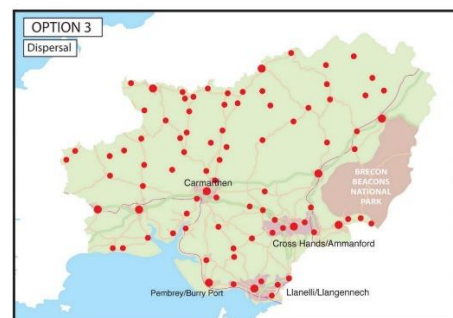 OPTION 3
Dispersal
BRECON
BEACONS
NATIONAL
PARK
Carmarthen
Cross Hands/Ammanford
Pembrey/Burry Port
Llanelli/Llangennech